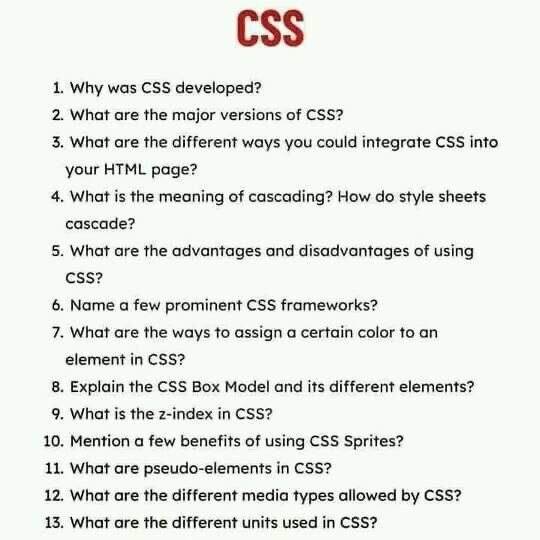 CSS
1. Why was CSS developed?
2. What are the major versions of CSS?
3. What are the different ways you could integrate CSS into
your HTML page?
4. What is the meaning of cascading? How do style sheets
cascade?
5. What are the advantages and disadvantages of using
CSS?
6. Name a few prominent CSS frameworks?
7. What are the ways to assign a certain color to an
element in CSS?
8. Explain the CSS Box Model and its different elements?
9. What is the z-index in CSS?
10. Mention a few benefits of using CSS Sprites?
11. What are pseudo-elements in CSS?
12. What are the different media types allowed by CSS?
13. What are the different units used in CSS?